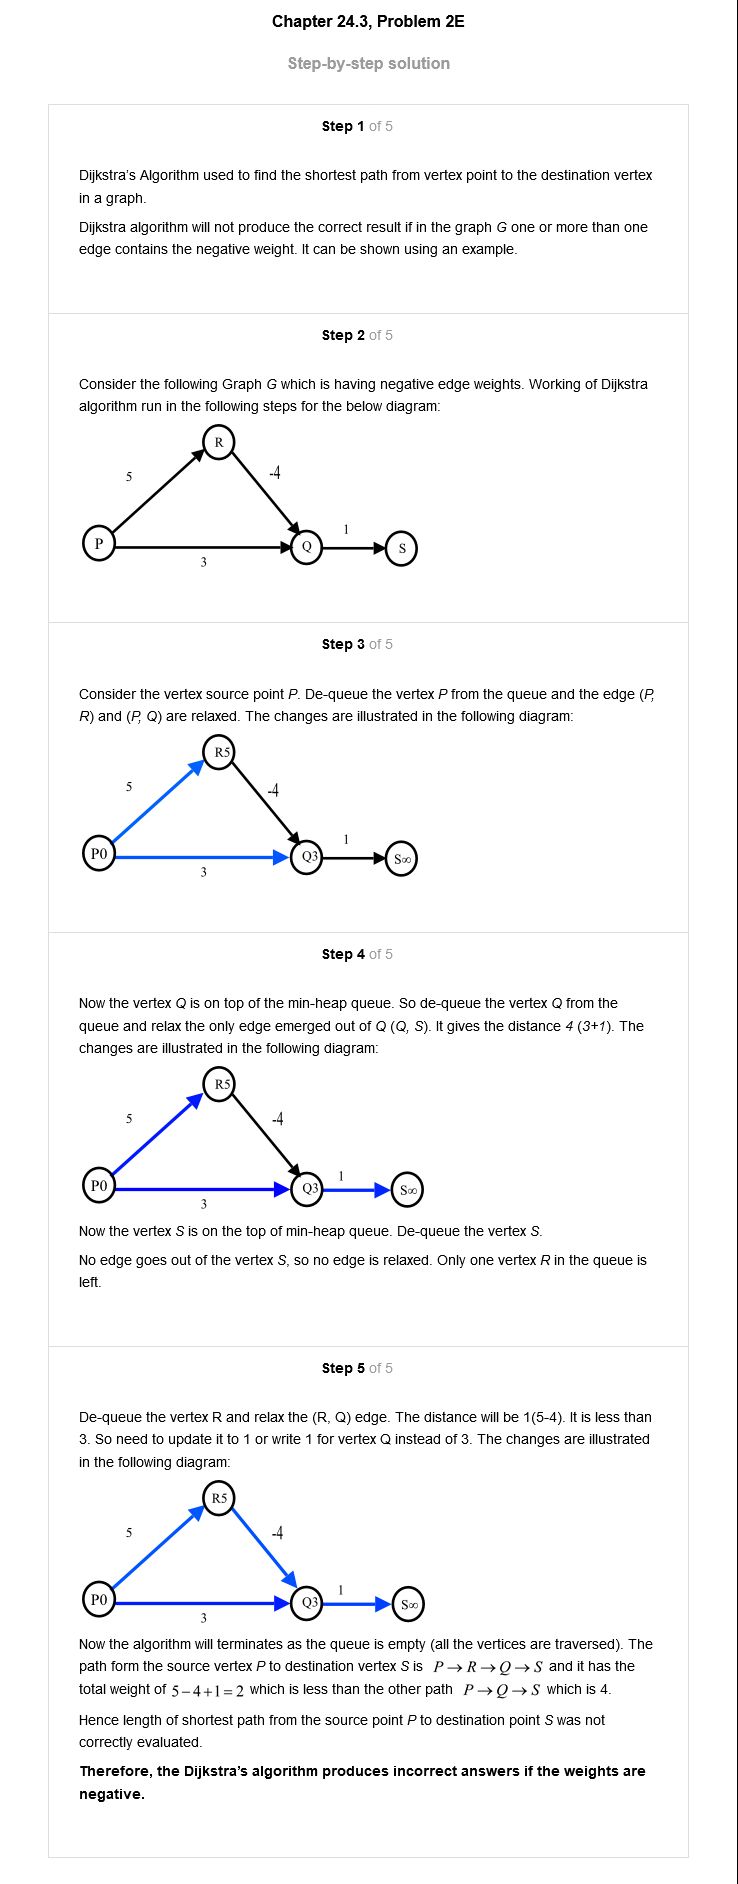 Chapter 24.3, Problem 2E
Step-by-step solution
Step 1 of 5
Dijkstra's Algorithm used to find the shortest path from vertex point to the destination vertex
in a graph.
Dijkstra algorithm will not produce the correct result if in the graph G one or more than one
edge contains the negative weight. It can be shown using an example.
Step 2 of 5
Consider the following Graph G which is having negative edge weights. Working of Dijkstra
algorithm run in the following steps for the below diagram:
R
5
-4
1
P
Q
S
3
Step 3 of 5
Consider the vertex source point P. De-queue the vertex P from the queue and the edge (P,
R) and (P, Q) are relaxed. The changes are illustrated in the following diagram:
R5
5
-4
1
P0
Q3
S∞
3
Step 4 of 5
Now the vertex Q is on top of the min-heap queue. So de-queue the vertex Q from the
queue and relax the only edge emerged out of Q (Q, S). It gives the distance 4 (3+1). The
changes are illustrated in the following diagram:
R5
5
-4
1
P0
Q3
S∞
3
Now the vertex S is on the top of min-heap queue. De-queue the vertex S.
No edge goes out of the vertex S, so no edge is relaxed. Only one vertex R in the queue is
left.
Step 5 of 5
De-queue the vertex R and relax the (R, Q) edge. The distance will be 1(5-4). It is less than
3. So need to update it to 1 or write 1 for vertex Q instead of 3. The changes are illustrated
in the following diagram:
R5
5
-4
1
P0
Q3
S∞
3
Now the algorithm will terminates as the queue is empty (all the vertices are traversed). The
path form the source vertex P to destination vertex S is P→R→Q→S and it has the
total weight of 5−4+1=2 which is less than the other path P→Q→S which is 4.
Hence length of shortest path from the source point P to destination point S was not
correctly evaluated.
Therefore, the Dijkstra's algorithm produces incorrect answers if the weights are
negative.